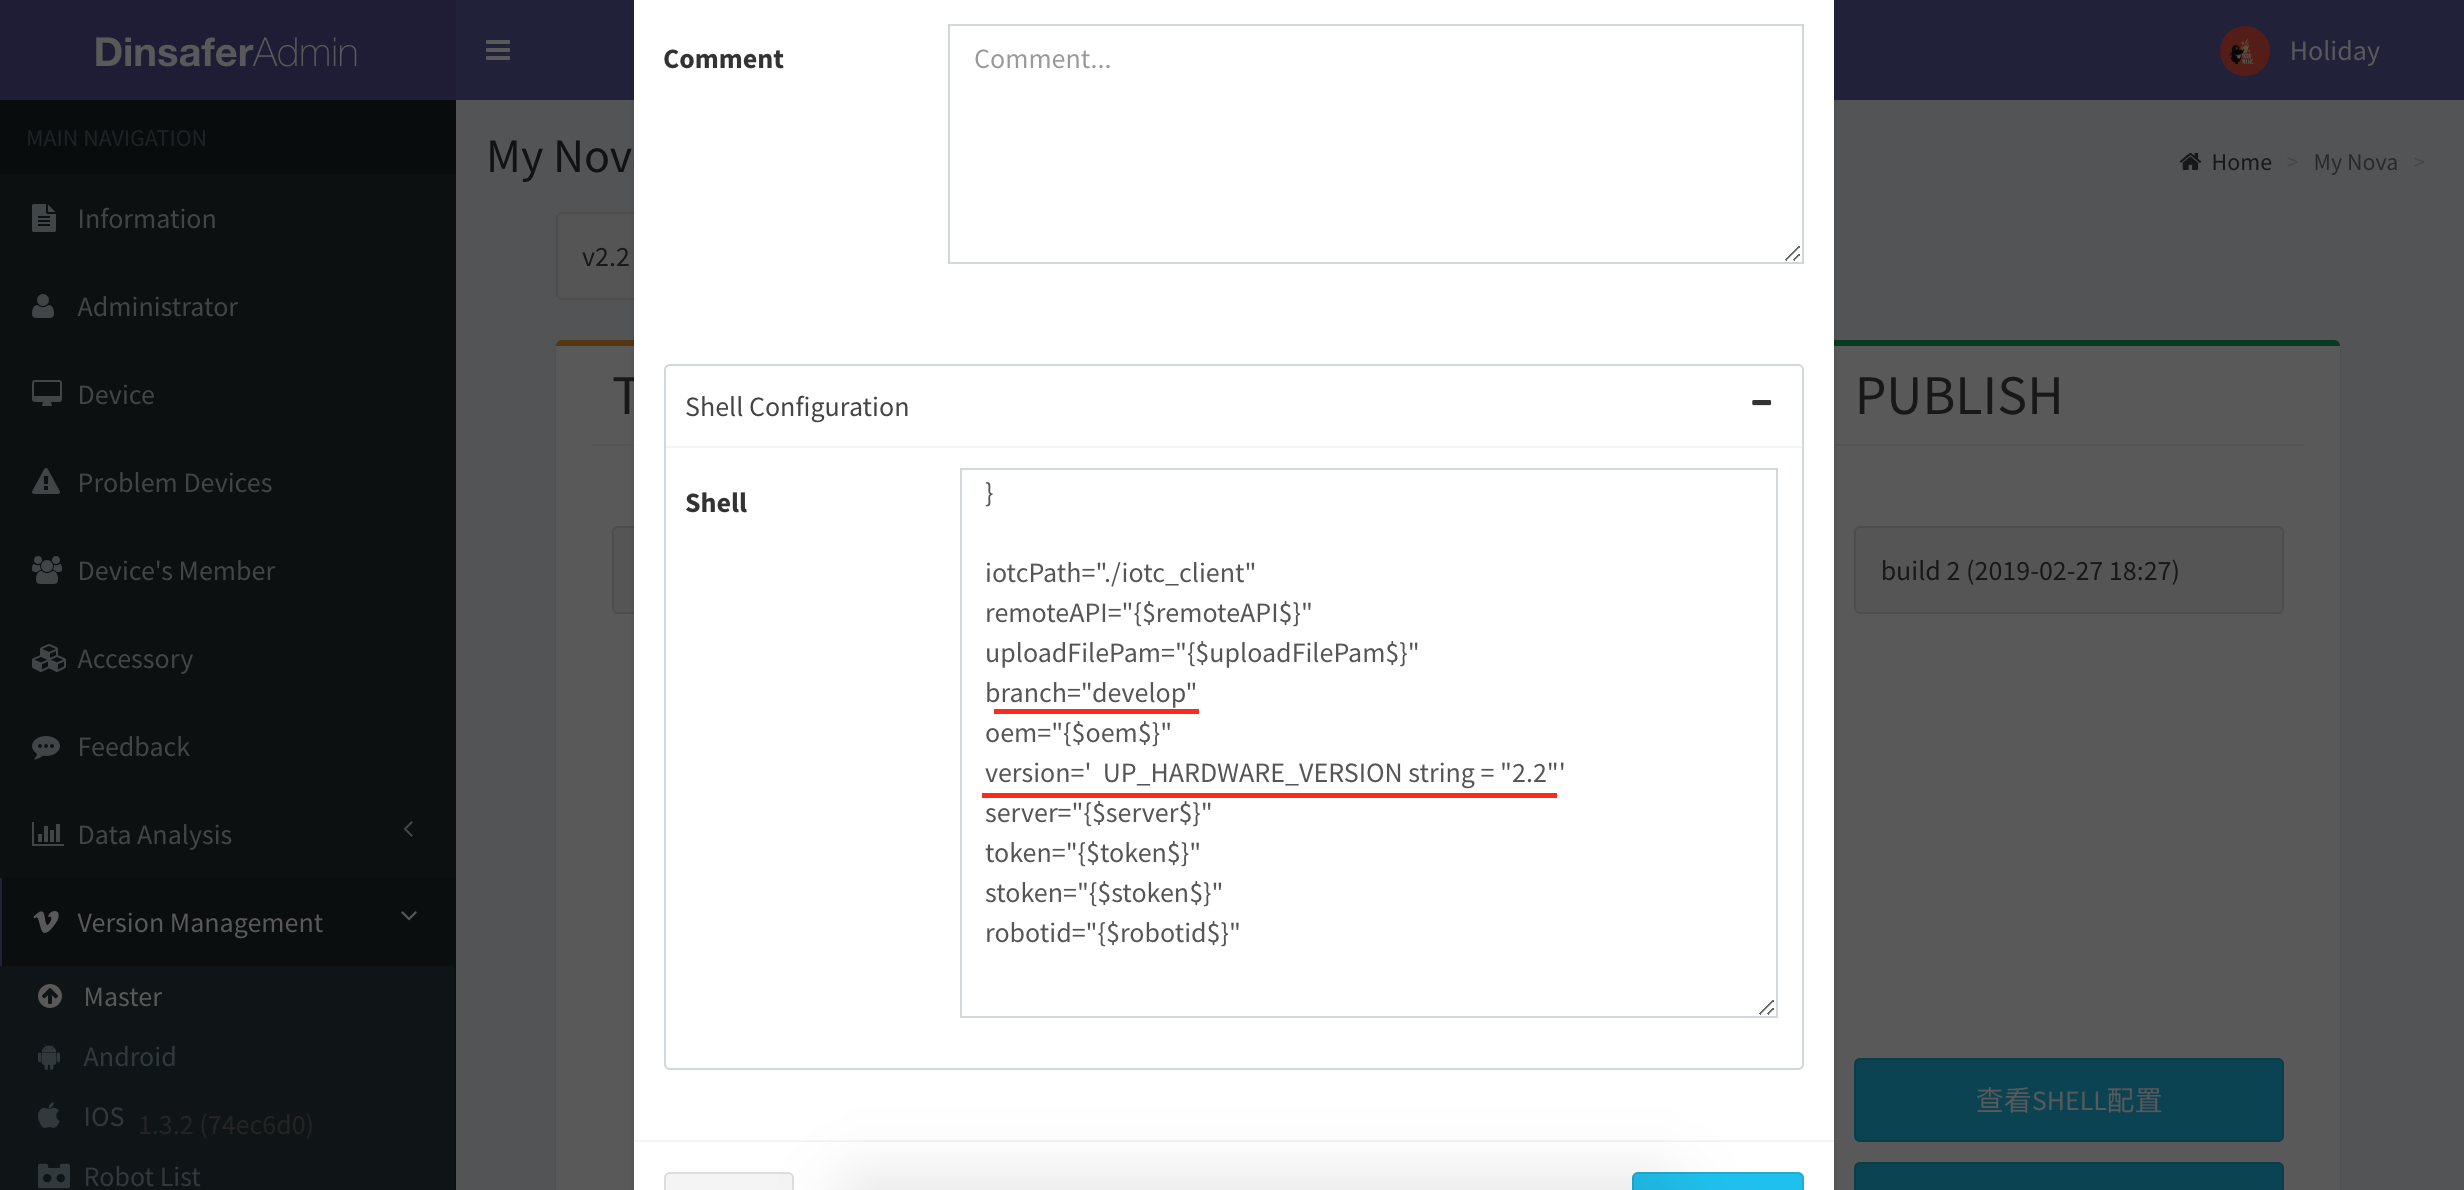 DinsaferAdmin
Holiday
MAIN NAVIGATION
Information
Administrator
Device
Problem Devices
Device's Member
Accessory
Feedback
Data Analysis
Version Management
Master
Android
IOS
1.3.2 (74ec6d0)
Robot List
My Nov
Home > My Nova >
v2.2
T
Comment
Comment...
Shell Configuration
Shell
}
iotcPath="./iotc_client"
remoteAPI="{$remoteAPI$}"
uploadFilePam="{$uploadFilePam$}"
branch="develop"
oem="{$oem$}"
version='  UP_HARDWARE_VERSION string = "2.2"'
server="{$server$}"
token="{$token$}"
stoken="{$stoken$}"
robotid="{$robotid$}"
PUBLISH
build 2 (2019-02-27 18:27)
查看SHELL配置